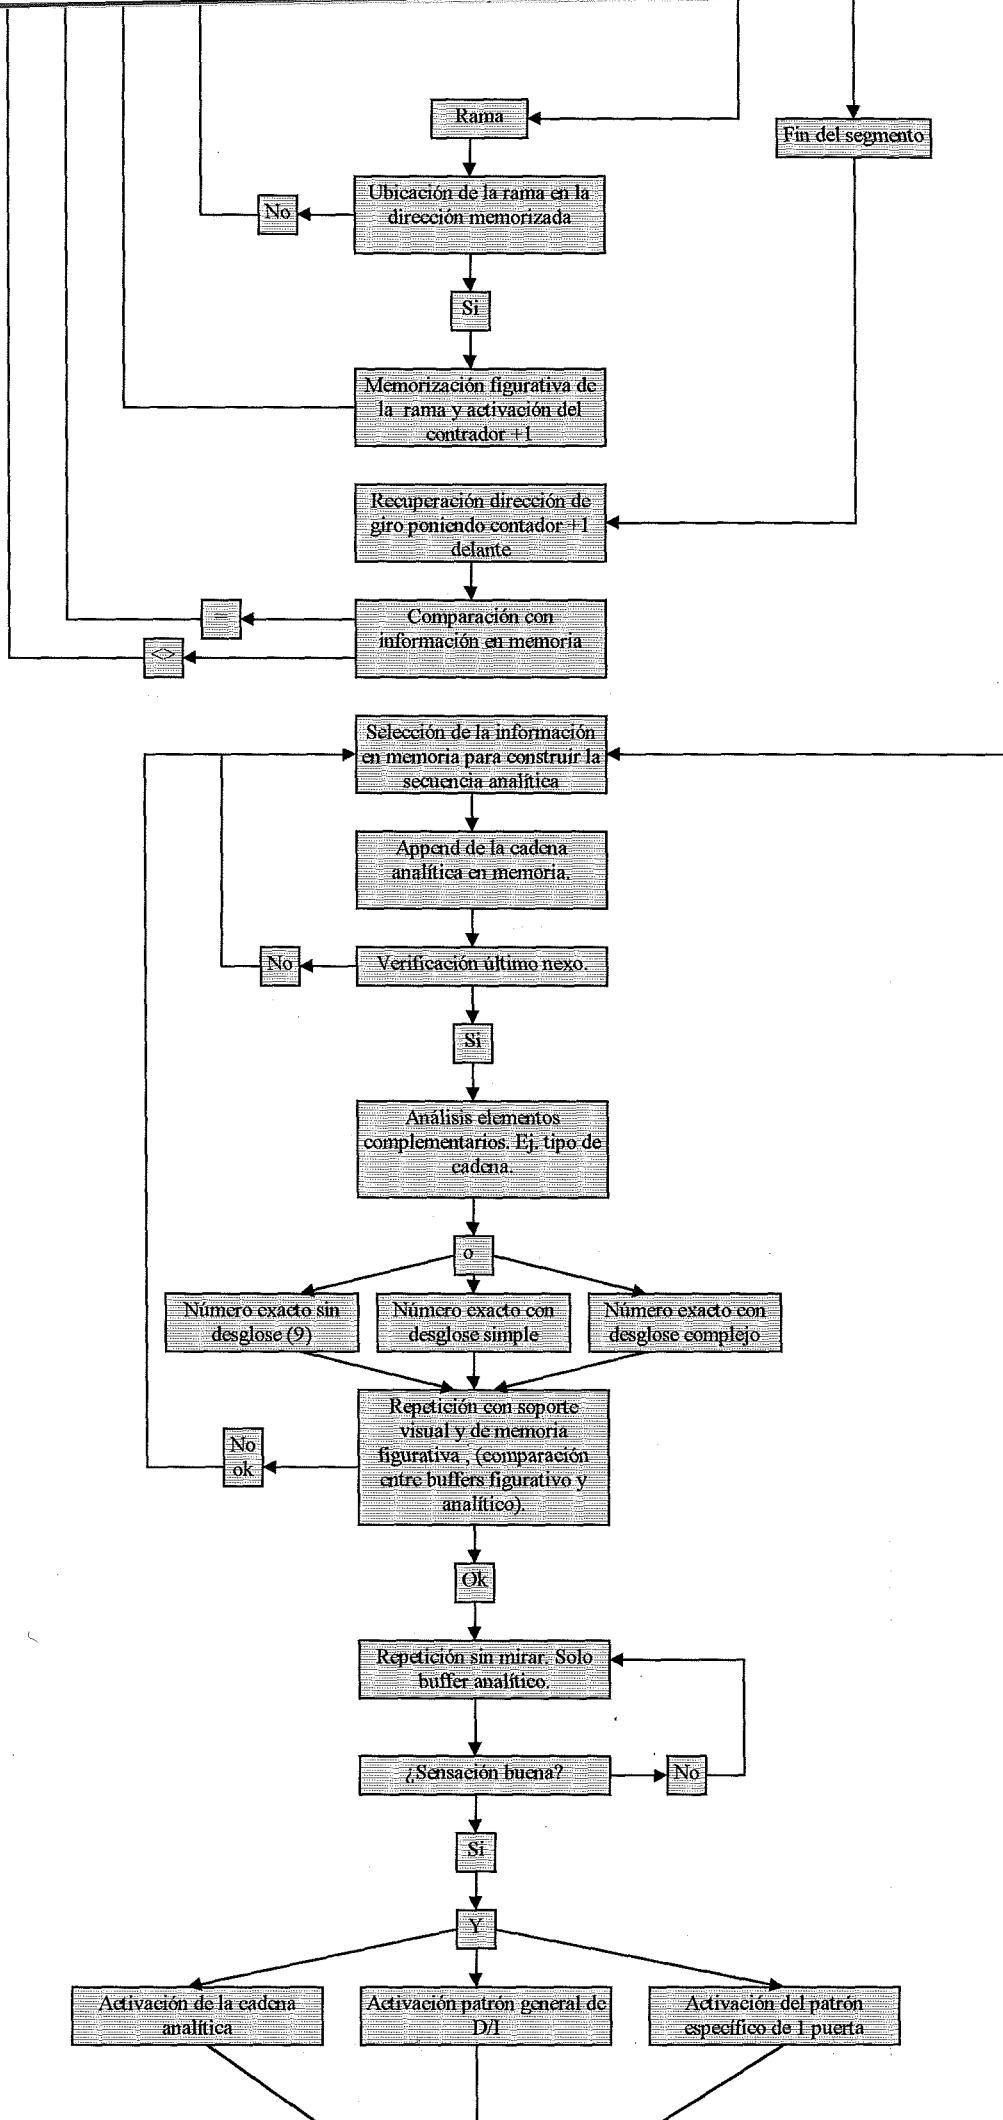 Rama
Fin del segmento
Ubicación de la rama en la
dirección memorizada
No
Si
Memorización figurativa de
la rama y activación del
contrador +1
Recuperación dirección de
giro poniendo contador +1
delante
=
Comparación con
información en memoria
<>
Selección de la información
en memoria para construir la
secuencia analítica
Append de la cadena
analítica en memoria.
No
Verificación último nexo.
Si
Análisis elementos
complementarios. Ej. tipo de
cadena.
o
Número exacto sin
desglose (9)
Número exacto con
desglose simple
Número exacto con
desglose complejo
Repetición con soporte
visual y de memoria
figurativa , (comparación
entre buffers figurativo y
analítico).
No
ok
Ok
Repetición sin mirar. Solo
buffer analítico.
¿Sensación buena?
No
Si
Y
Activación de la cadena
analítica
Activación patrón general de
D/I
Activación del patrón
específico de 1 puerta